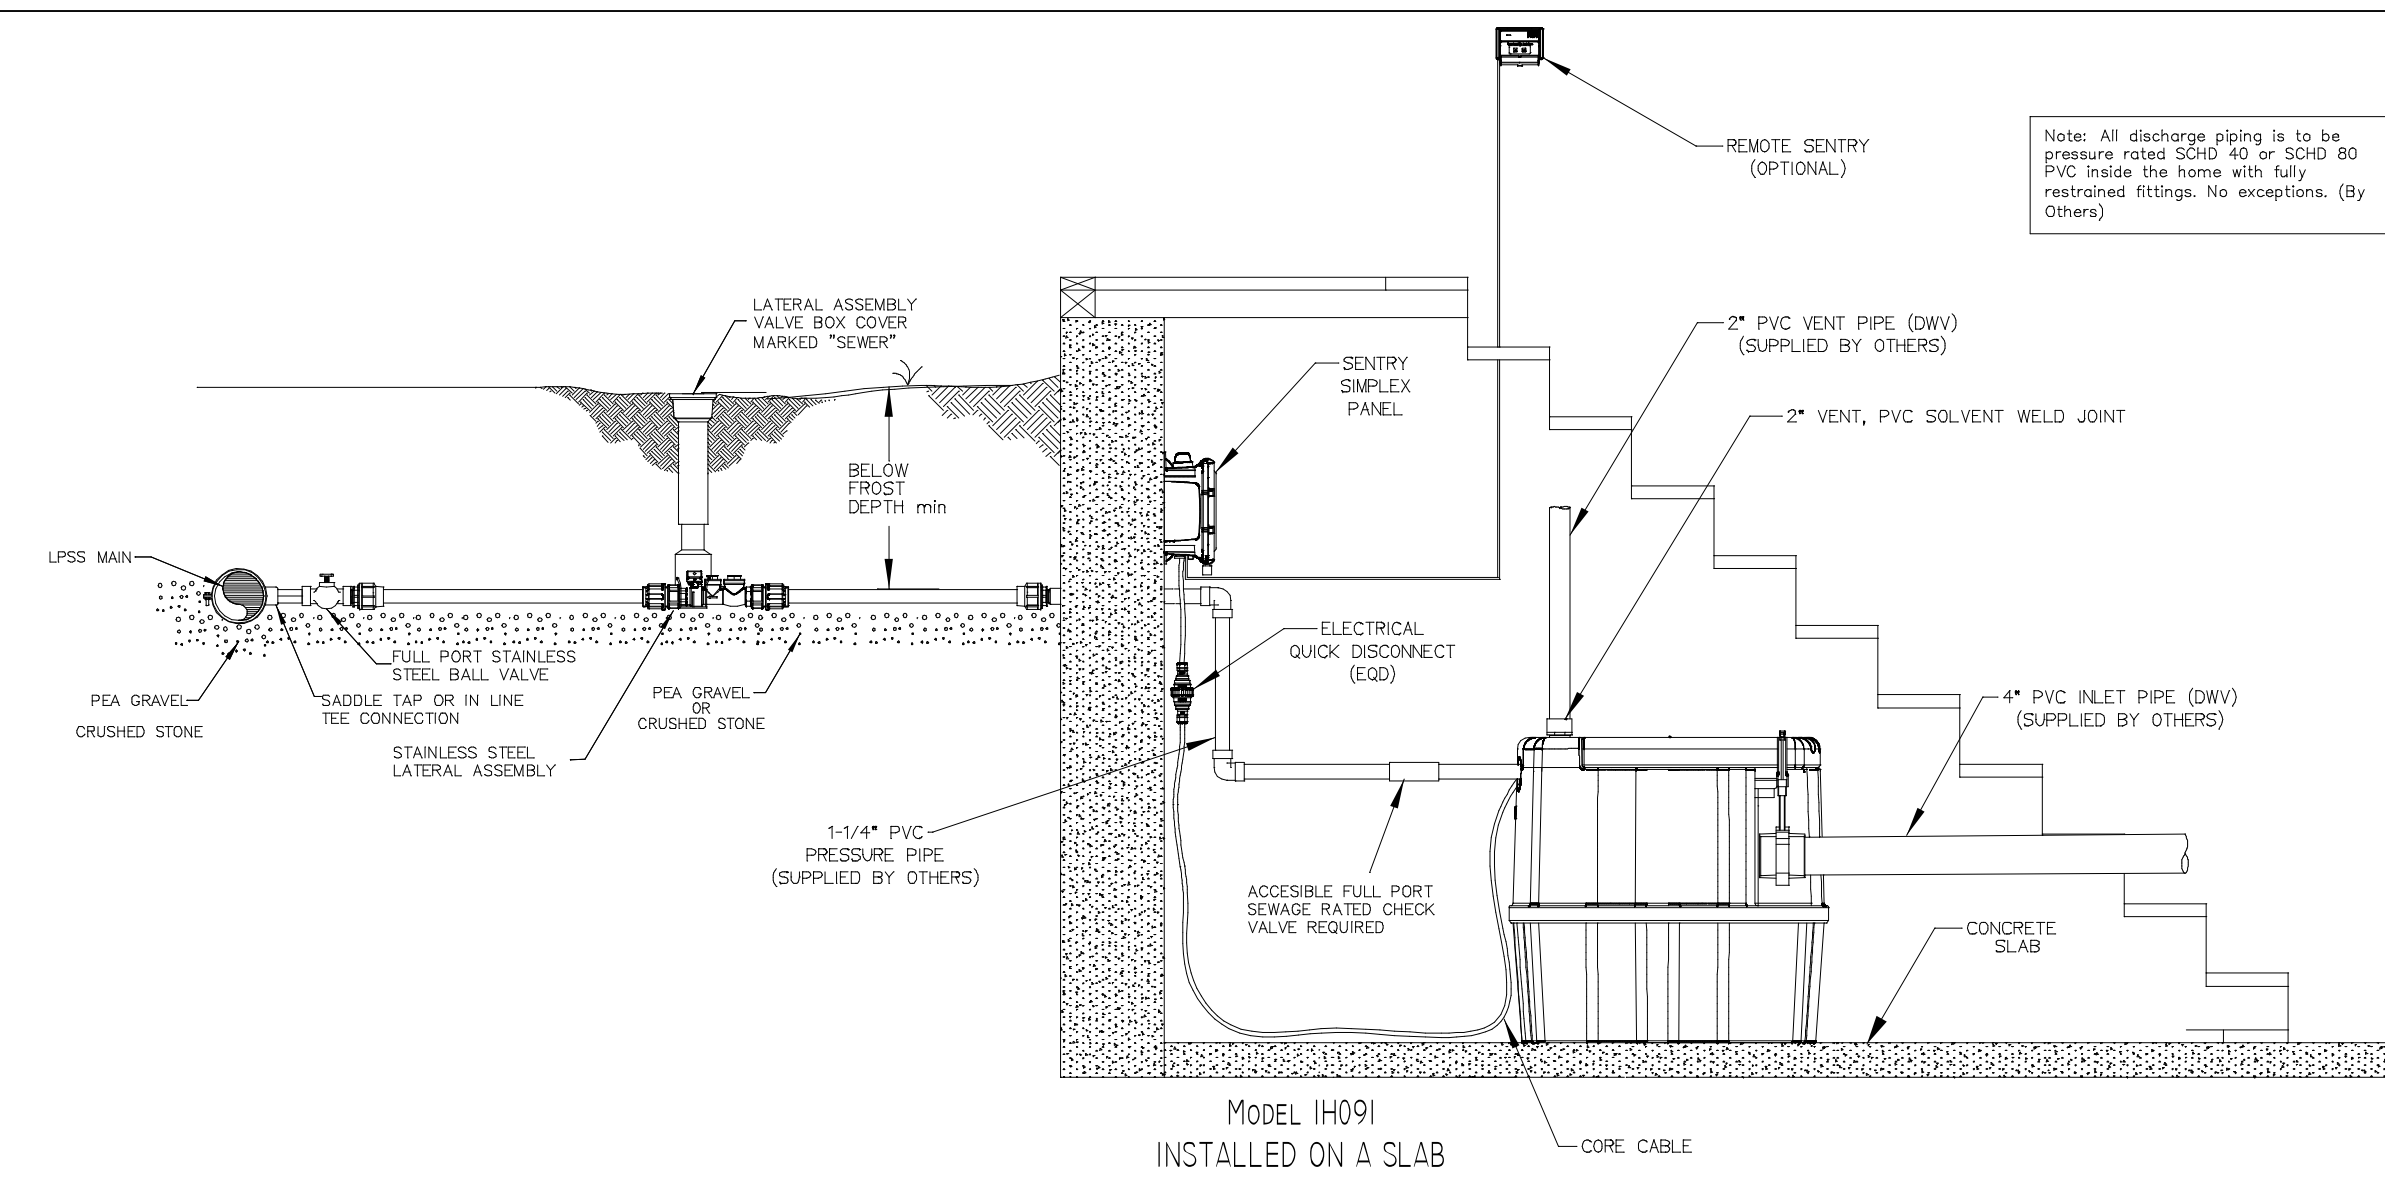 REMOTE SENTRY
(OPTIONAL)
Note: All discharge piping is to be
pressure rated SCHD 40 or SCHD 80
PVC inside the home with fully
restrained fittings. No exceptions. (By
Others)
LATERAL ASSEMBLY
VALVE BOX COVER
MARKED "SEWER"
2" PVC VENT PIPE (DWV)
(SUPPLIED BY OTHERS)
SENTRY
SIMPLEX
PANEL
2" VENT, PVC SOLVENT WELD JOINT
BELOW
FROST
DEPTH min
LPSS MAIN
ELECTRICAL
QUICK DISCONNECT
(EQD)
FULL PORT STAINLESS
STEEL BALL VALVE
PEA GRAVEL
CRUSHED STONE
SADDLE TAP OR IN LINE
TEE CONNECTION
PEA GRAVEL
OR
CRUSHED STONE
4" PVC INLET PIPE (DWV)
(SUPPLIED BY OTHERS)
STAINLESS STEEL
LATERAL ASSEMBLY
1-1/4" PVC
PRESSURE PIPE
(SUPPLIED BY OTHERS)
ACCESIBLE FULL PORT
SEWAGE RATED CHECK
VALVE REQUIRED
CONCRETE
SLAB
MODEL IH091
INSTALLED ON A SLAB
CORE CABLE